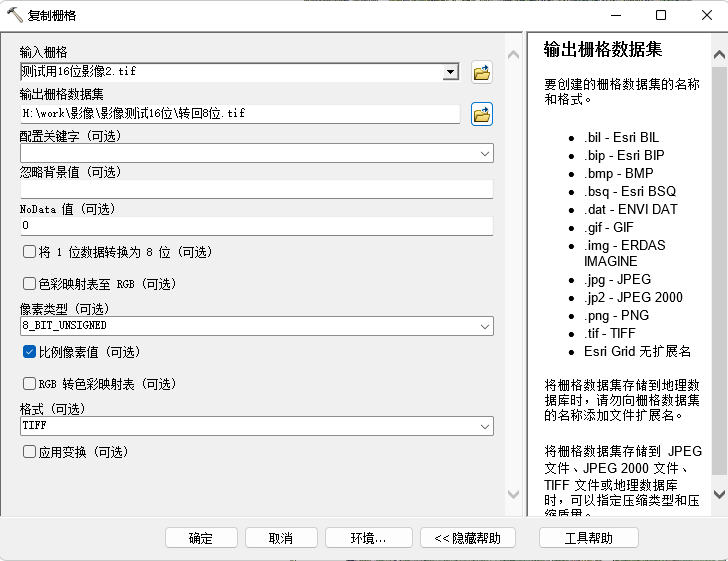 复制栅格
输入栅格
测试用16位影像2.tif
输出栅格数据集
H:\work\影像\影像测试16位\转回8位.tif
配置关键字（可选）
忽略背景值（可选）
NoData 值（可选）
0
将 1 位数据转换为 8 位（可选）
色彩映射表至 RGB（可选）
像素类型（可选）
8_BIT_UNSIGNED
比例像素值（可选）
RGB 转色彩映射表（可选）
格式（可选）
TIFF
应用变换（可选）
确定
取消
环境...
<<隐藏帮助
输出栅格数据集
要创建的栅格数据集的名称
和格式。
.bil - Esri BIL
.bip - Esri BIP
.bmp - BMP
.bsq - Esri BSQ
.dat - ENVI DAT
.gif - GIF
.img - ERDAS
IMAGINE
.jpg - JPEG
.jp2 - JPEG 2000
.png - PNG
.tif - TIFF
Esri Grid 无扩展名
将栅格数据集存储到地理数
据库时，请勿向栅格数据集
的名称添加文件扩展名。
将栅格数据集存储到 JPEG
文件、JPEG 2000 文件、
TIFF 文件或地理数据库
时，可以指定压缩类型和压
缩质量。
工具帮助